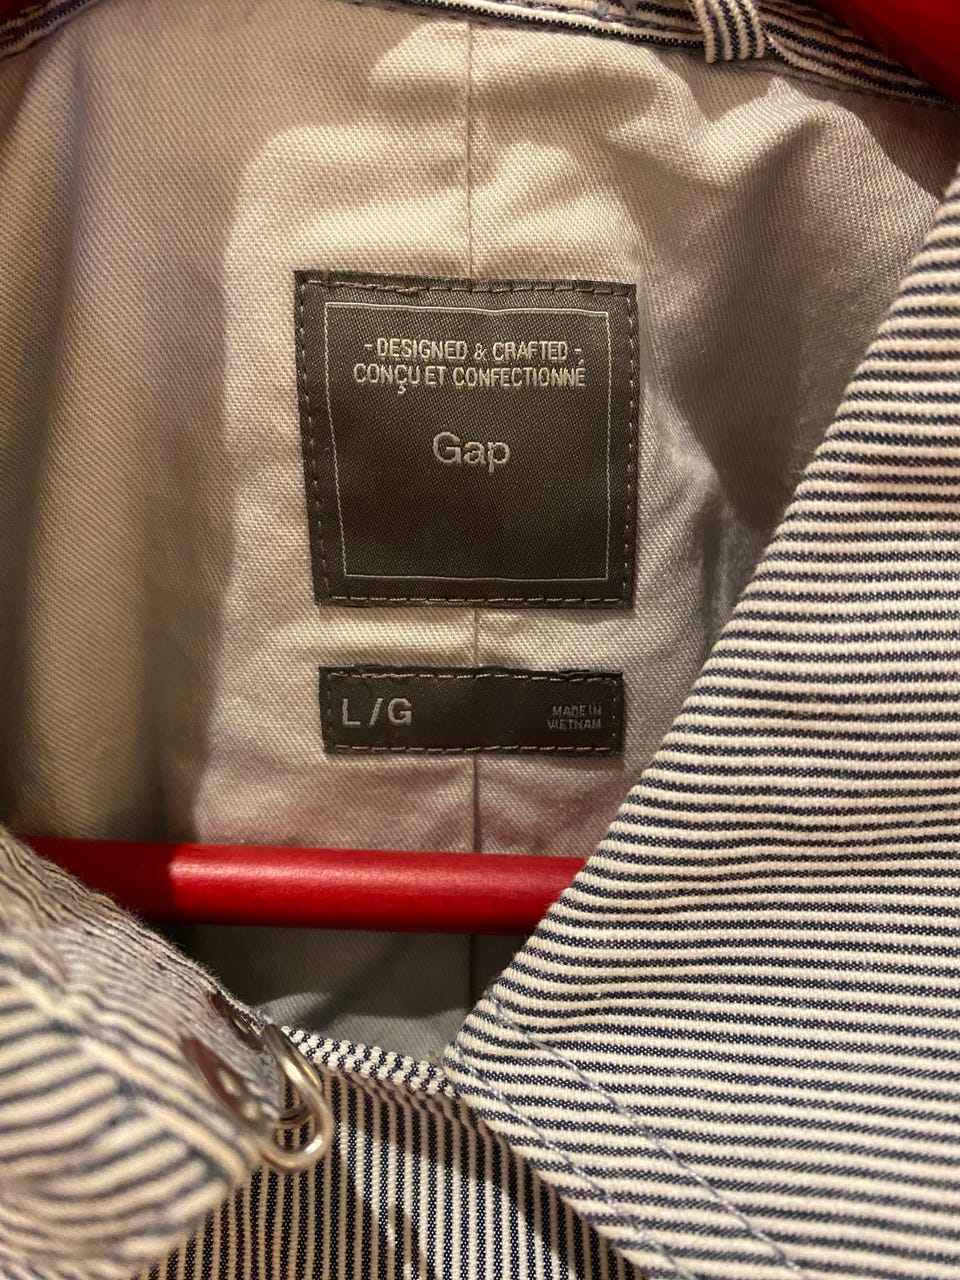 - DESIGNED & CRAFTED -
CONÇU ET CONFECTIONNÉ
Gap
L / G
MADE IN
VIETNAM